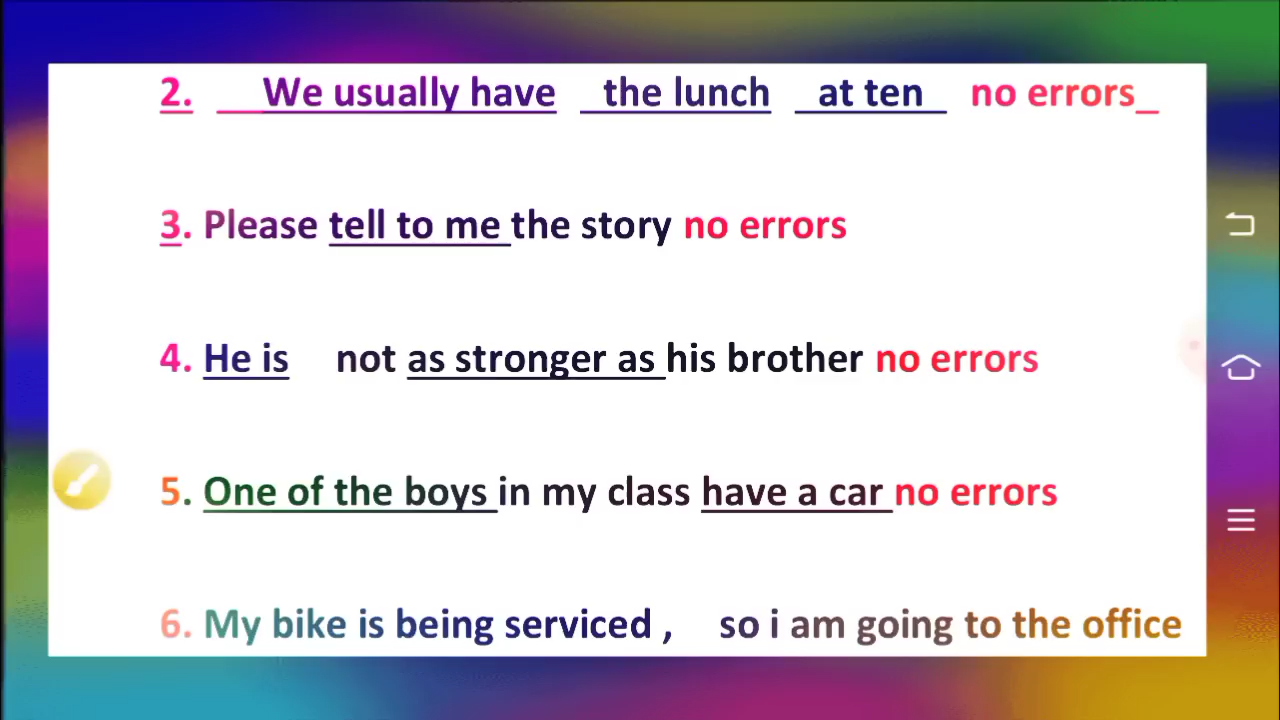 2. We usually have the lunch at ten no errors_
3. Please tell to me the story no errors
4. He is not as stronger as his brother no errors
5. One of the boys in my class have a car no errors
6. My bike is being serviced , so i am going to the office